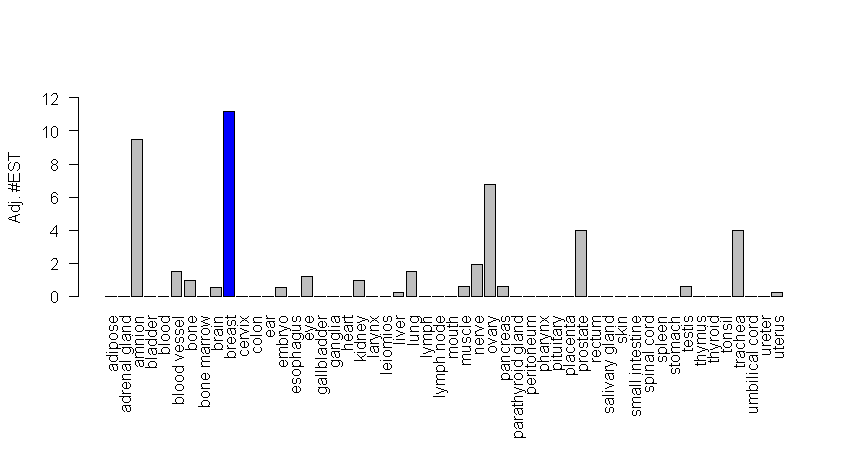 12
10
8
6
4
2
0
Adj. #EST
adipose
adrenal gland
amnion
bladder
blood
blood vessel
bone
bone marrow
brain
breast
cervix
colon
ear
embryo
esophagus
eye
gallbladder
ganglia
heart
kidney
larynx
leiomios
liver
lung
lymph
lymph node
mouth
muscle
nerve
ovary
pancreas
parathyroid gland
peritoneum
pharynx
pituitary
placenta
prostate
rectum
salivary gland
skin
small intestine
spinal cord
spleen
stomach
testis
thymus
thyroid
tonsil
trachea
umbilical cord
ureter
uterus